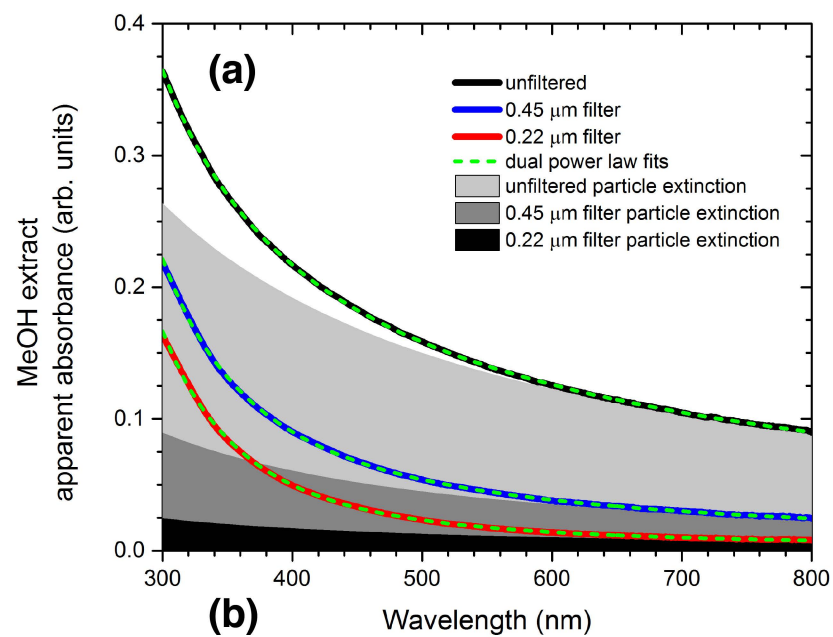 (a)
unfiltered
0.45 μm filter
0.22 μm filter
dual power law fits
unfiltered particle extinction
0.45 μm filter particle extinction
0.22 μm filter particle extinction
MeOH extract
apparent absorbance (arb. units)
0.4
0.3
0.2
0.1
0.0
300 400 500 600 700 800
(b)
Wavelength (nm)